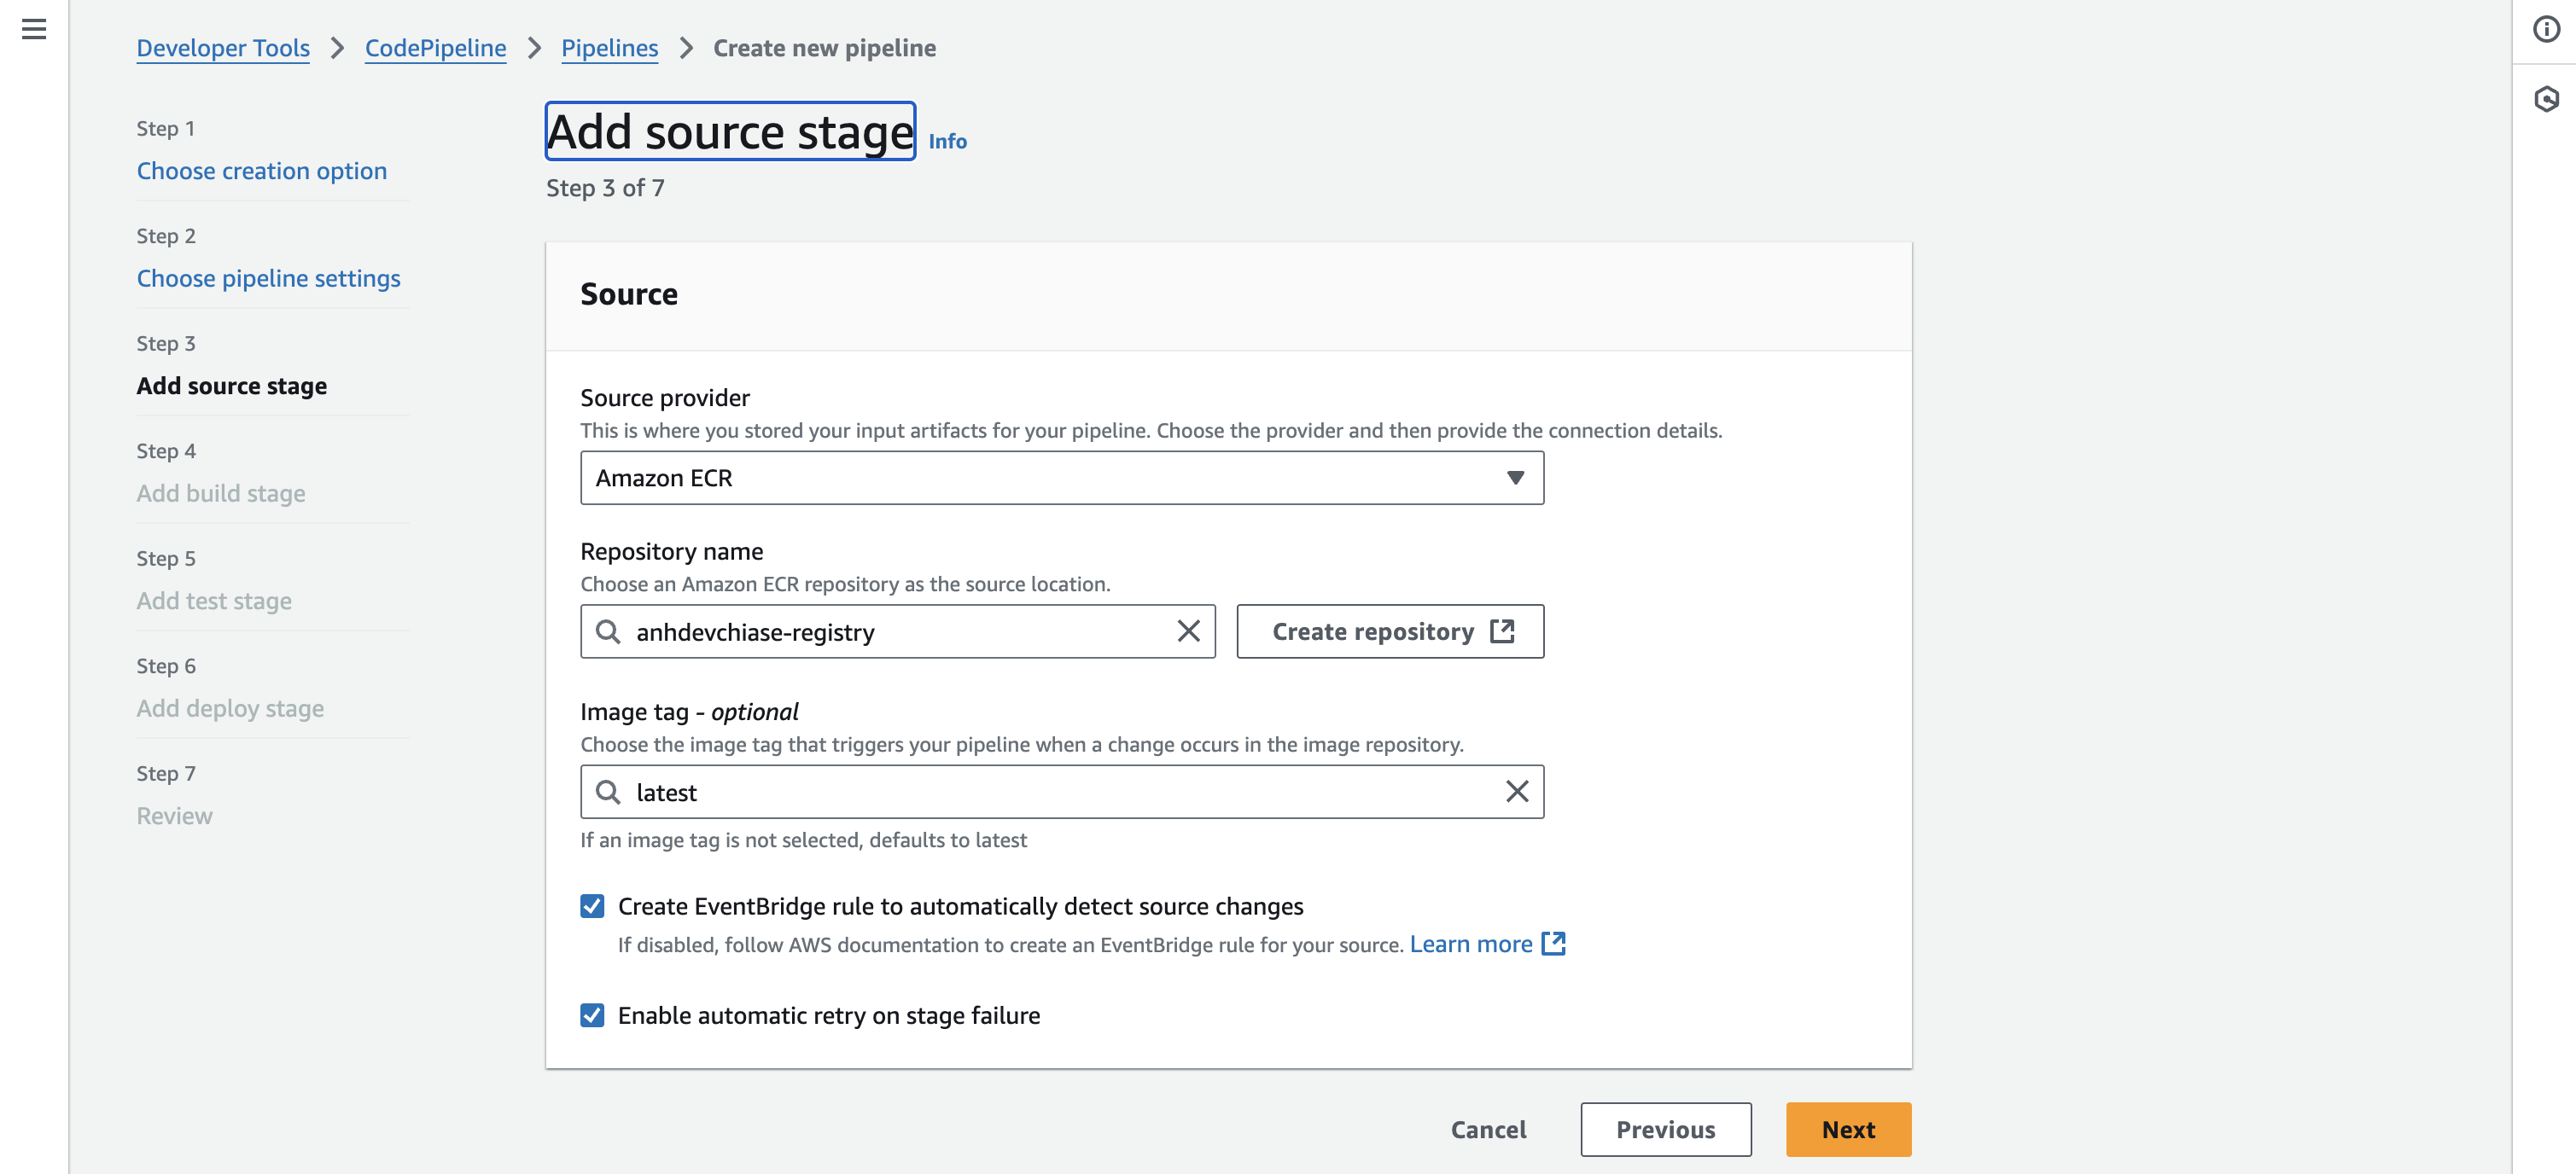 Developer Tools > CodePipeline > Pipelines > Create new pipeline
Step 1
Choose creation option
Step 2
Choose pipeline settings
Step 3
Add source stage
Step 4
Add build stage
Step 5
Add test stage
Step 6
Add deploy stage
Step 7
Review
Add source stage Info
Step 3 of 7
Source
Source provider
This is where you stored your input artifacts for your pipeline. Choose the provider and then provide the connection details.
Amazon ECR
Repository name
Choose an Amazon ECR repository as the source location.
anhdevchiase-registry
Create repository
Image tag - optional
Choose the image tag that triggers your pipeline when a change occurs in the image repository.
latest
If an image tag is not selected, defaults to latest
Create EventBridge rule to automatically detect source changes
If disabled, follow AWS documentation to create an EventBridge rule for your source. Learn more
Enable automatic retry on stage failure
Cancel
Previous
Next